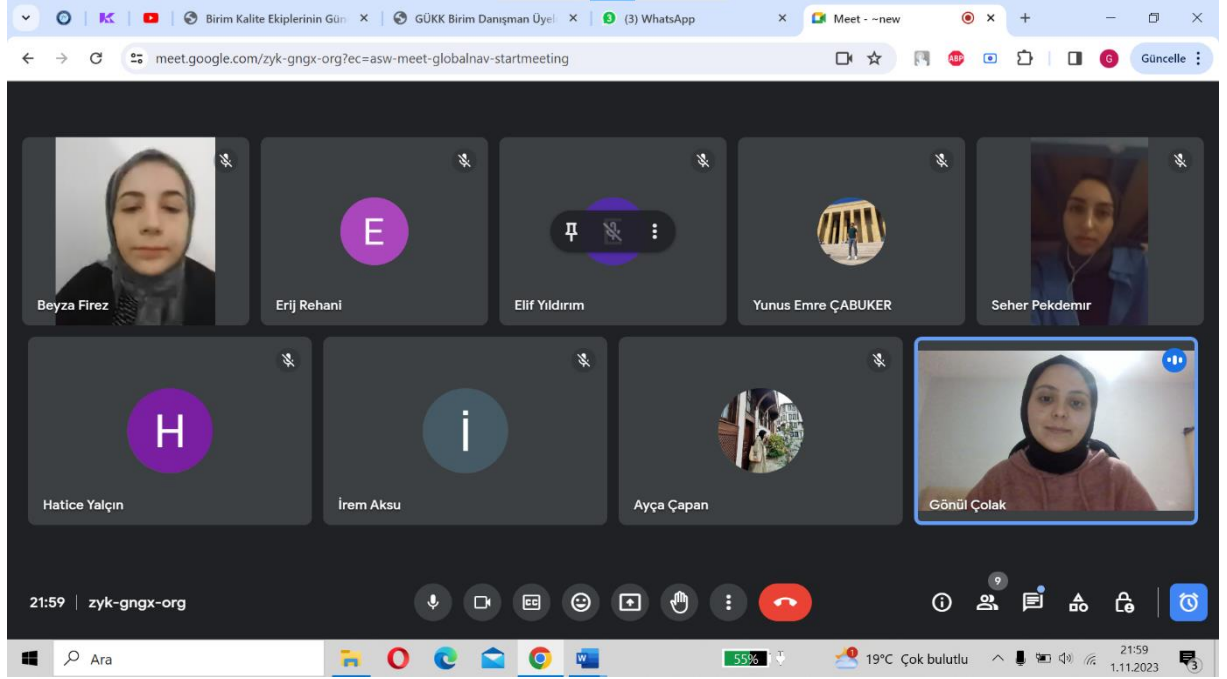 Birim Kalite Ekiplerinin Gün
GÜKK Birim Danışman Üyel
(3) WhatsApp
Meet - ~new
meet.google.com/zyk-gngx-org?ec=asw-meet-globalnav-startmeeting
ABP
G
Güncelle
Beyza Firez
E
Erij Rehani
Elif Yıldırım
Yunus Emre ÇABUKER
Seher Pekdemır
H
Hatice Yalçın
i
İrem Aksu
Ayça Çapan
Gönül Çolak
21:59 | zyk-gngx-org
CC
9
Ara
W
55%
19°C Çok bulutlu
21:59
1.11.2023
3